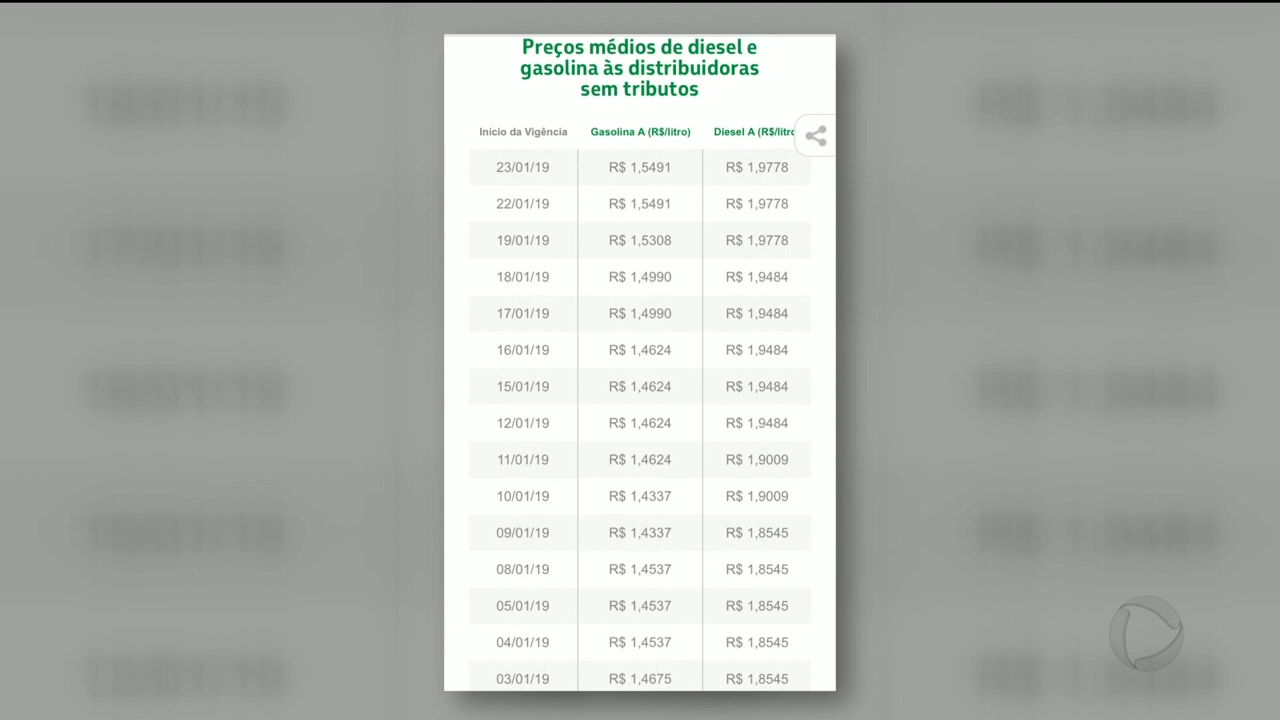 Preços médios de diesel e
gasolina às distribuidoras
sem tributos
Início da Vigência Gasolina A (R$/litro) Diesel A (R$/litro
23/01/19 R$ 1,5491 R$ 1,9778
22/01/19 R$ 1,5491 R$ 1,9778
19/01/19 R$ 1,5308 R$ 1,9778
18/01/19 R$ 1,4990 R$ 1,9484
17/01/19 R$ 1,4990 R$ 1,9484
16/01/19 R$ 1,4624 R$ 1,9484
15/01/19 R$ 1,4624 R$ 1,9484
12/01/19 R$ 1,4624 R$ 1,9484
11/01/19 R$ 1,4624 R$ 1,9009
10/01/19 R$ 1,4337 R$ 1,9009
09/01/19 R$ 1,4337 R$ 1,8545
08/01/19 R$ 1,4537 R$ 1,8545
05/01/19 R$ 1,4537 R$ 1,8545
04/01/19 R$ 1,4537 R$ 1,8545
03/01/19 R$ 1,4675 R$ 1,8545